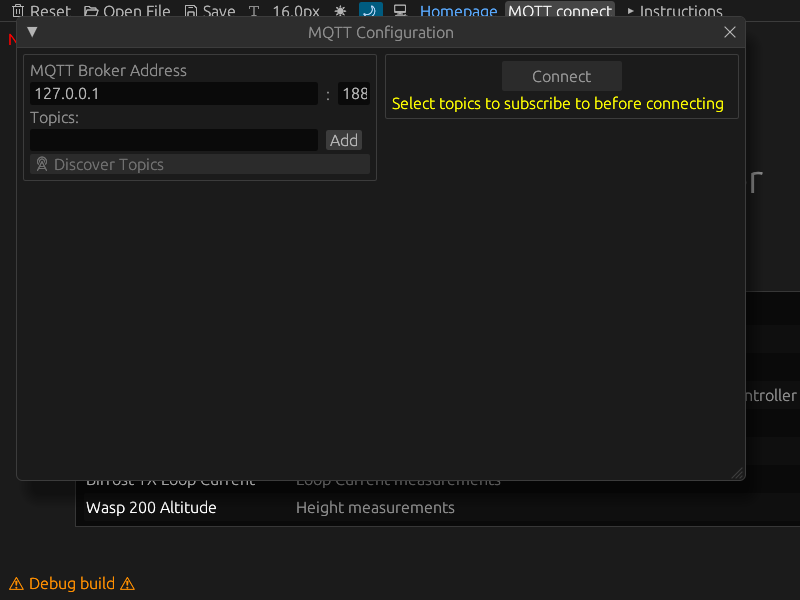 Reset Open File Save 16.0px Homepage MQTT connect Instructions
MQTT Configuration
MQTT Broker Address
127.0.0.1 : 188
Topics:
Add
Discover Topics
Connect
Select topics to subscribe to before connecting
r
ntroller
Bifrost TX Loop Current Loop Current measurements
Wasp 200 Altitude Height measurements
⚠ Debug build ⚠